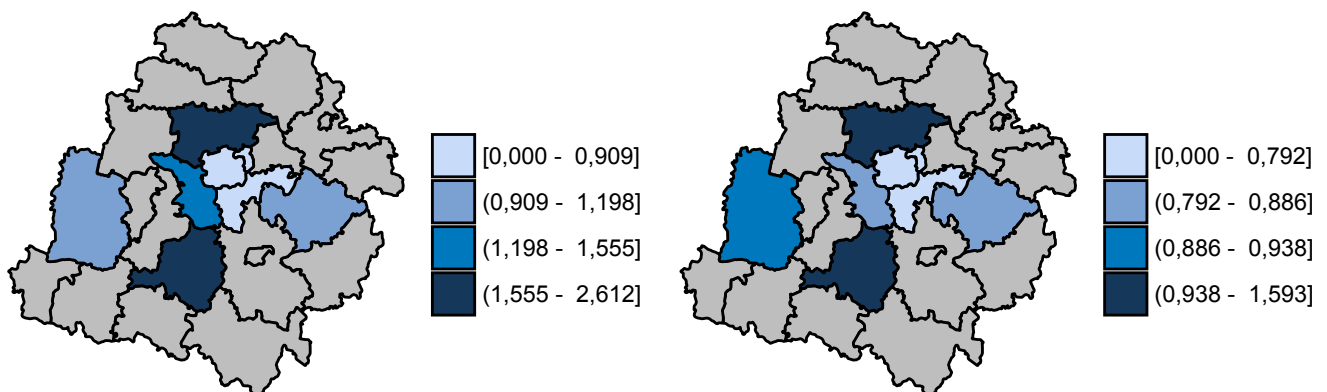 [0,000 - 0,909]
(0,909 - 1,198]
(1,198 - 1,555]
(1,555 - 2,612]
[0,000 - 0,792]
(0,792 - 0,886]
(0,886 - 0,938]
(0,938 - 1,593]